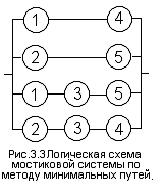 1 4
2 5
1 3 5
2 3 4
Рис.3.3Логическая схема
мостиковой системы по
методу минимальных путей.